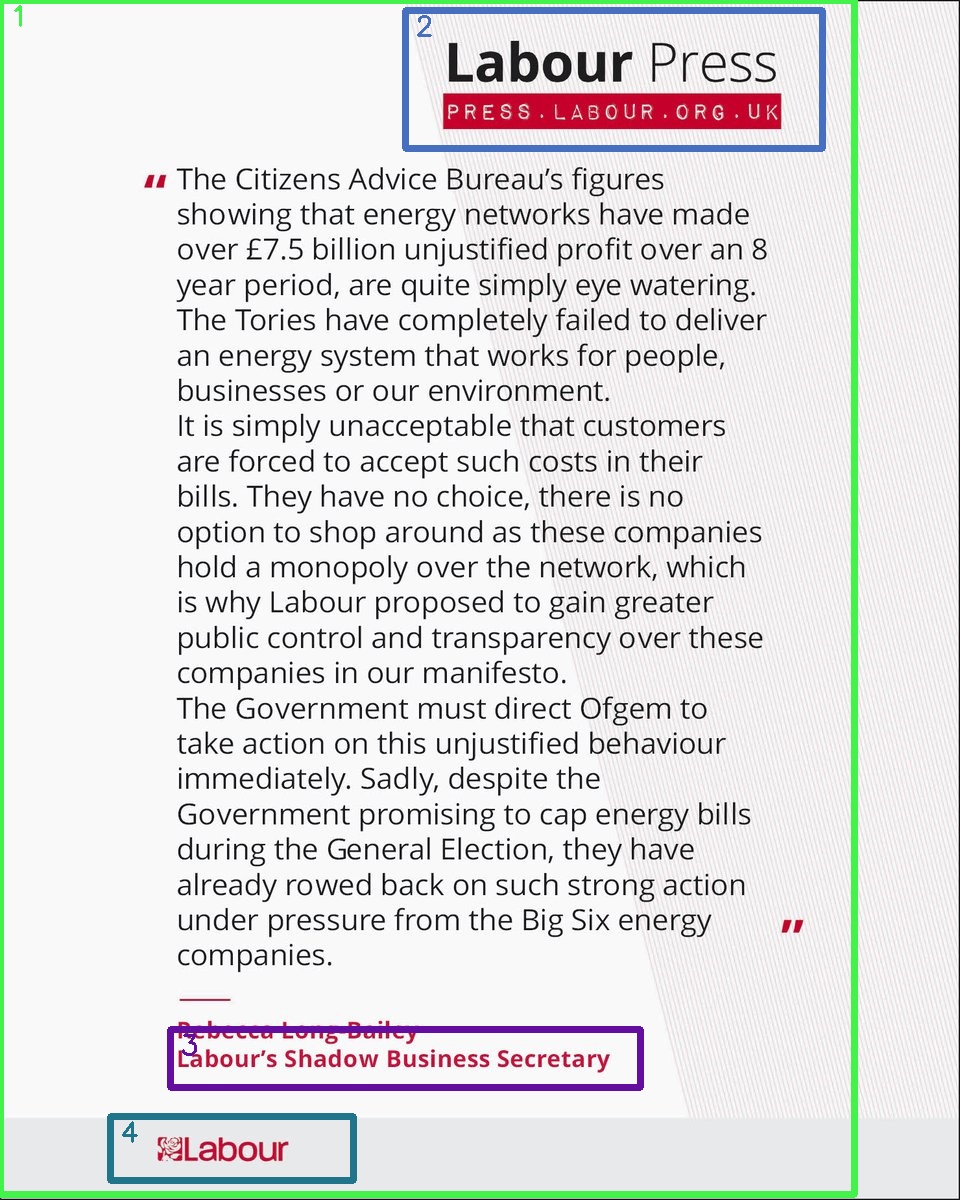 Labour Press
PRESS.LABOUR.ORG.UK
“ The Citizens Advice Bureau’s figures
showing that energy networks have made
over £7.5 billion unjustified profit over an 8
year period, are quite simply eye watering.
The Tories have completely failed to deliver
an energy system that works for people,
businesses or our environment.
It is simply unacceptable that customers
are forced to accept such costs in their
bills. They have no choice, there is no
option to shop around as these companies
hold a monopoly over the network, which
is why Labour proposed to gain greater
public control and transparency over these
companies in our manifesto.
The Government must direct Ofgem to
take action on this unjustified behaviour
immediately. Sadly, despite the
Government promising to cap energy bills
during the General Election, they have
already rowed back on such strong action
under pressure from the Big Six energy ”
companies.
Rebecca Long-Bailey
Labour’s Shadow Business Secretary
Labour
1
2
3
4